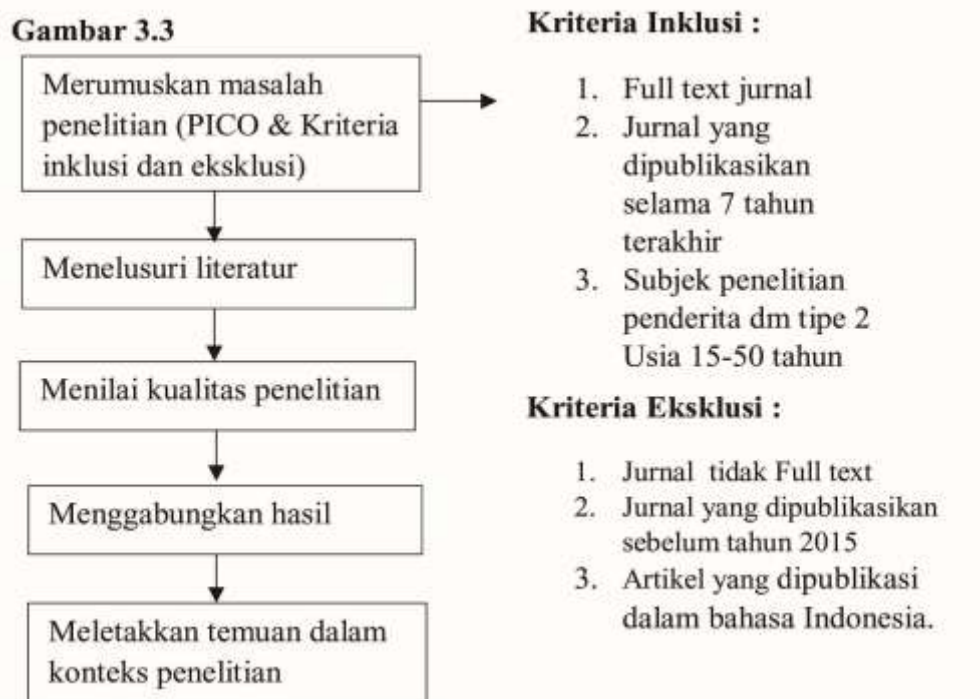 Gambar 3.3
Merumuskan masalah
penelitian (PICO & Kriteria
inklusi dan eksklusi)
Menelusuri literatur
Menilai kualitas penelitian
Menggabungkan hasil
Meletakkan temuan dalam
konteks penelitian
Kriteria Inklusi :
1. Full text jurnal
2. Jurnal yang
dipublikasikan
selama 7 tahun
terakhir
3. Subjek penelitian
penderita dm tipe 2
Usia 15-50 tahun
Kriteria Eksklusi :
1. Jurnal tidak Full text
2. Jurnal yang dipublikasikan
sebelum tahun 2015
3. Artikel yang dipublikasi
dalam bahasa Indonesia.